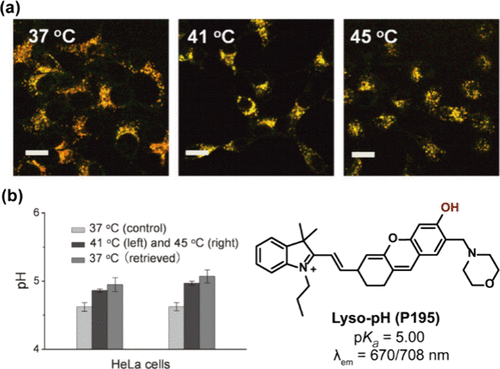 (a)
37 °C
41 °C
45 °C
(b)
6
5
4
pH
37 °C (control)
41 °C (left) and 45 °C (right)
37 °C (retrieved)
HeLa cells
OH
O
N
O
N
+
Lyso-pH (P195)
pKa = 5.00
λem = 670/708 nm